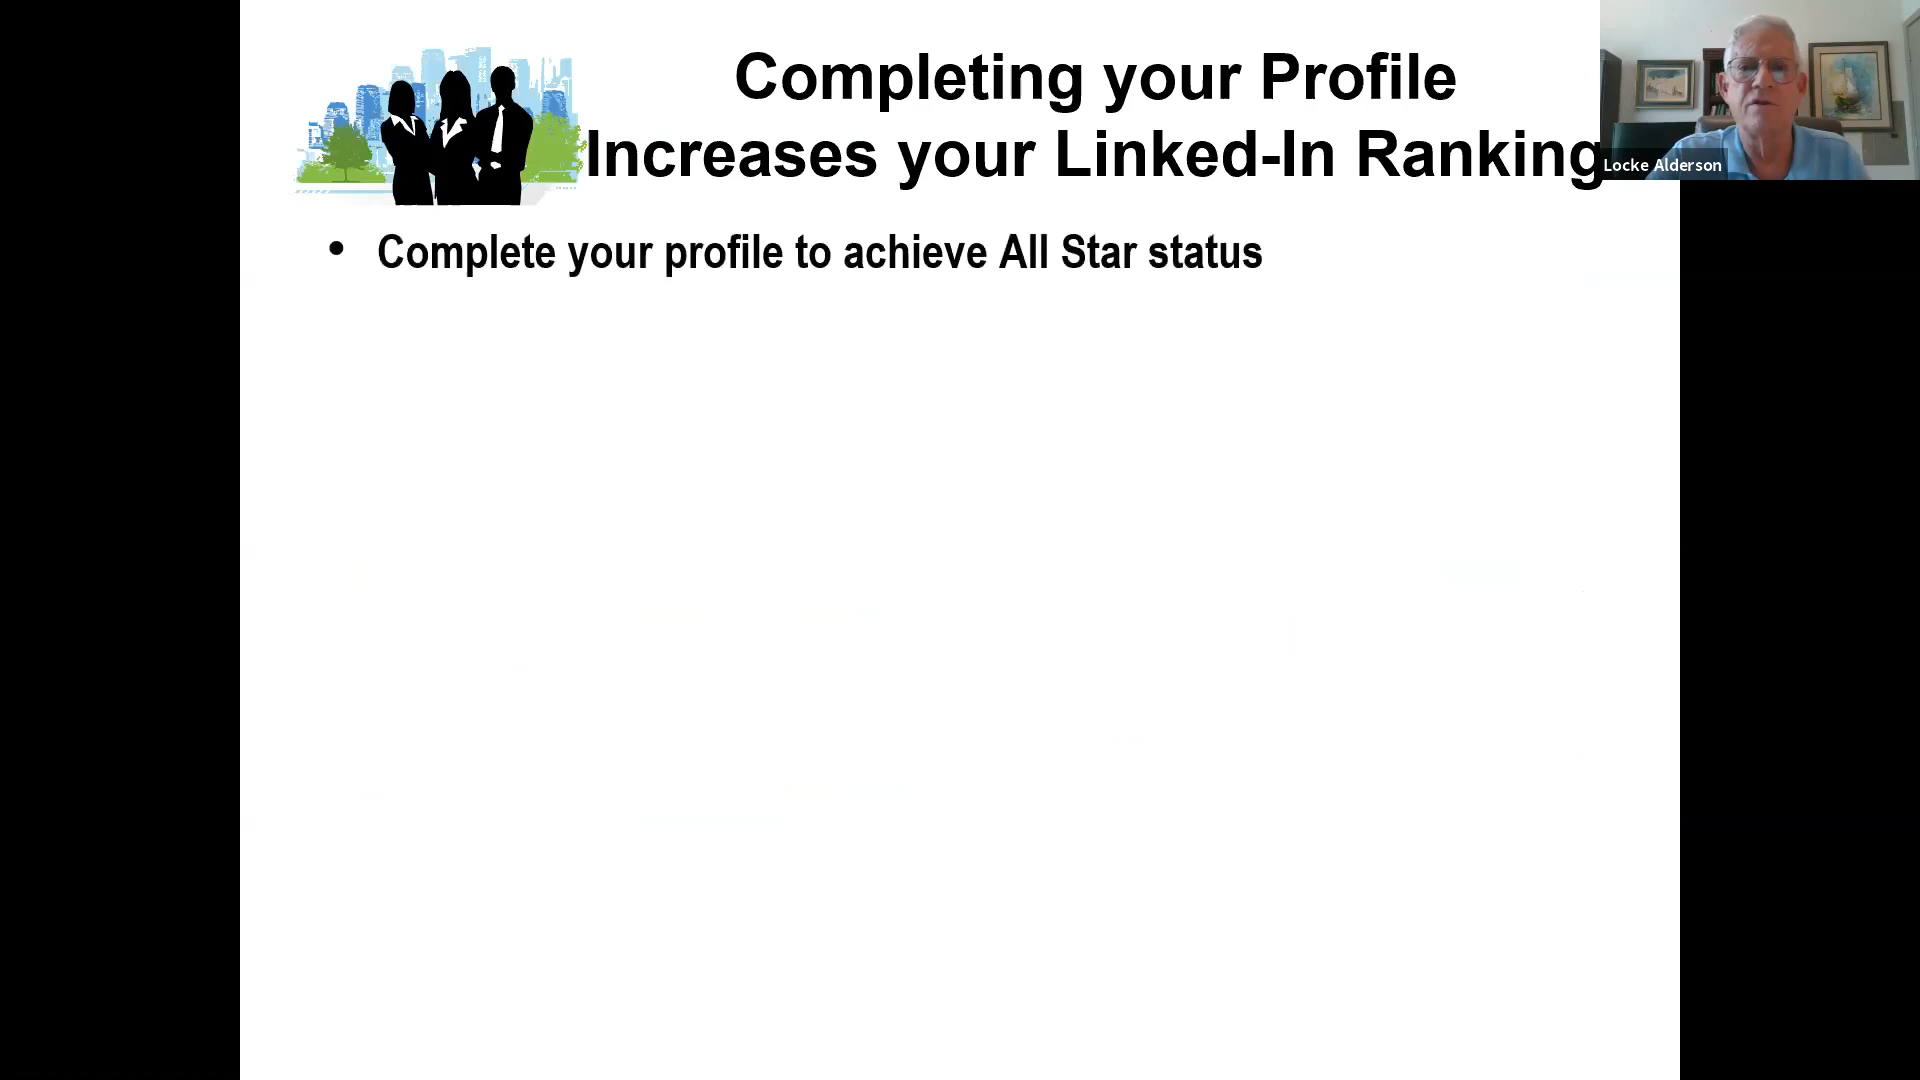 Completing your Profile
Increases your Linked-In Ranking
Locke Alderson
• Complete your profile to achieve All Star status